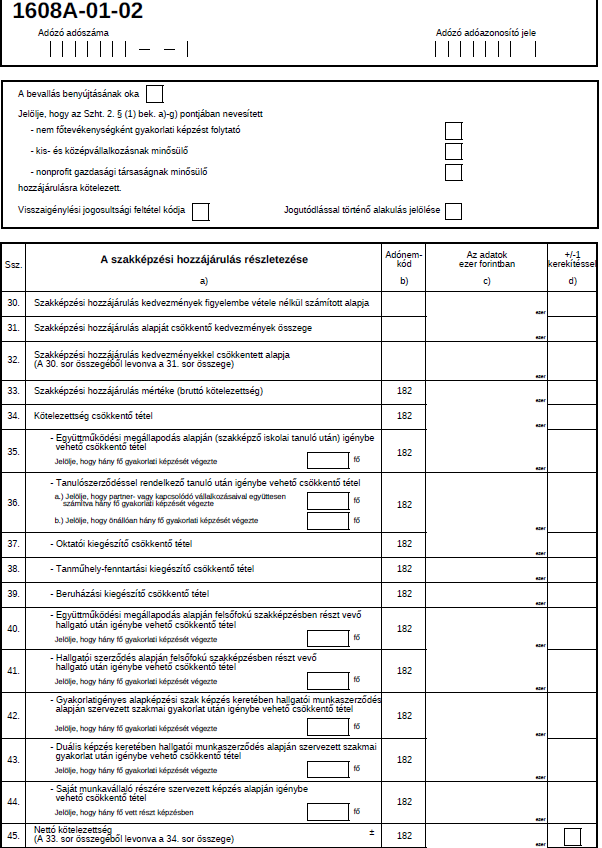 1608A-01-02
Adózó adószáma Adózó adóazonosító jele
A bevallás benyújtásának oka
Jelölje, hogy az Szht. 2. § (1) bek. a)-g) pontjában nevesített
- nem főtevékenységként gyakorlati képzést folytató
- kis- és középvállalkozásnak minősülő
- nonprofit gazdasági társaságnak minősülő
hozzájárulásra kötelezett.
Visszaigénylési jogosultsági feltétel kódja Jogutódlással történő alakulás jelölése
Ssz. A szakképzési hozzájárulás részletezése Adónem-kód Az adatok ezer forintban +/-1 kerekítéssel
a) b) c) d)
30. Szakképzési hozzájárulás kedvezmények figyelembe vétele nélkül számított alapja ezer
31. Szakképzési hozzájárulás alapját csökkentő kedvezmények összege ezer
32. Szakképzési hozzájárulás kedvezményekkel csökkentett alapja
(A 30. sor összegéből levonva a 31. sor összege) ezer
33. Szakképzési hozzájárulás mértéke (bruttó kötelezettség) 182 ezer
34. Kötelezettség csökkentő tétel 182 ezer
35. - Együttműködési megállapodás alapján (szakképző iskolai tanuló után) igénybe
vehető csökkentő tétel 182
Jelölje, hogy hány fő gyakorlati képzését végezte fő ezer
36. - Tanulószerződéssel rendelkező tanuló után igénybe vehető csökkentő tétel 182
a.) Jelölje, hogy partner- vagy kapcsolódó vállalkozásaival együttesen
számítva hány fő gyakorlati képzését végezte fő
b.) Jelölje, hogy önállóan hány fő gyakorlati képzését végezte fő ezer
37. - Oktatói kiegészítő csökkentő tétel 182 ezer
38. - Tanműhely-fenntartási kiegészítő csökkentő tétel 182 ezer
39. - Beruházási kiegészítő csökkentő tétel 182 ezer
40. - Együttműködési megállapodás alapján felsőfokú szakképzésben részt vevő
hallgató után igénybe vehető csökkentő tétel 182
Jelölje, hogy hány fő gyakorlati képzését végezte fő ezer
41. - Hallgatói szerződés alapján felsőfokú szakképzésben részt vevő
hallgató után igénybe vehető csökkentő tétel 182
Jelölje, hogy hány fő gyakorlati képzését végezte fő ezer
42. - Gyakorlatigényes alapképzési szak képzés keretében hallgatói munkaszerződés
alapján szervezett szakmai gyakorlat után igénybe vehető csökkentő tétel 182
Jelölje, hogy hány fő gyakorlati képzését végezte fő ezer
43. - Duális képzés keretében hallgatói munkaszerződés alapján szervezett szakmai
gyakorlat után igénybe vehető csökkentő tétel 182
Jelölje, hogy hány fő gyakorlati képzését végezte fő ezer
44. - Saját munkavállaló részére szervezett képzés alapján igénybe
vehető csökkentő tétel 182
Jelölje, hogy hány fő vett részt képzésben fő ezer
45. Nettó kötelezettség ± 182
(A 33. sor összegéből levonva a 34. sor összege) ezer